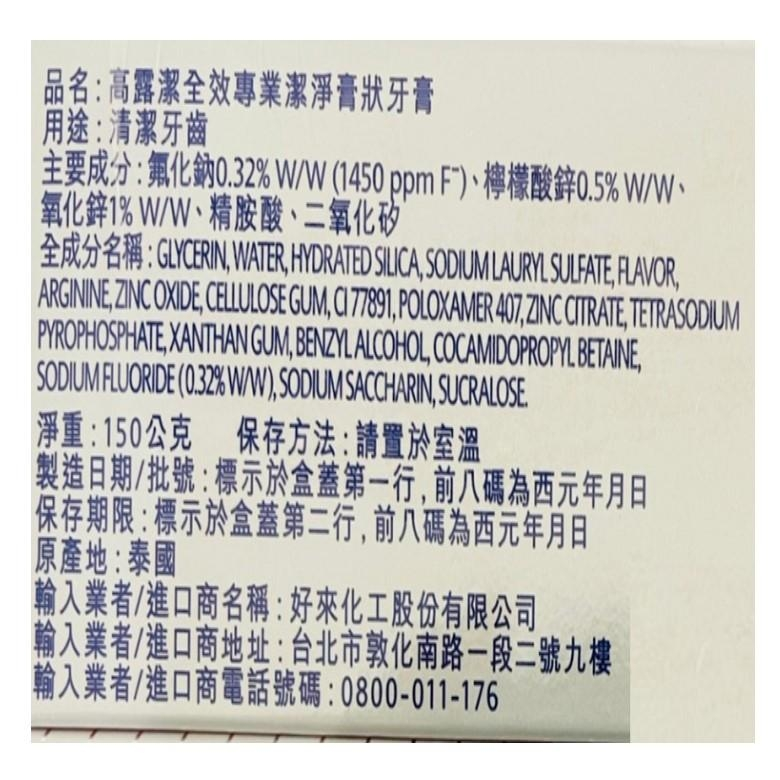 品名:高露潔全效專業潔淨膏狀牙膏
用途:清潔牙齒
主要成分:氟化鈉0.32% W/W (1450 ppm F⁻)、檸檬酸鋅0.5% W/W、
氧化鋅1% W/W、精胺酸、二氧化矽
全成分名稱:GLYCERIN, WATER, HYDRATED SILICA, SODIUM LAURYL SULFATE, FLAVOR,
ARGININE, ZINC OXIDE, CELLULOSE GUM, CI 77891, POLOXAMER 407, ZINC CITRATE, TETRASODIUM
PYROPHOSPHATE, XANTHAN GUM, BENZYL ALCOHOL, COCAMIDOPROPYL BETAINE,
SODIUM FLUORIDE (0.32% W/W), SODIUM SACCHARIN, SUCRALOSE.
淨重:150公克 保存方法:請置於室溫
製造日期/批號:標示於盒蓋第一行,前八碼為西元年月日
保存期限:標示於盒蓋第二行,前八碼為西元年月日
原產地:泰國
輸入業者/進口商名稱:好來化工股份有限公司
輸入業者/進口商地址:台北市敦化南路一段二號九樓
輸入業者/進口商電話號碼:0800-011-176